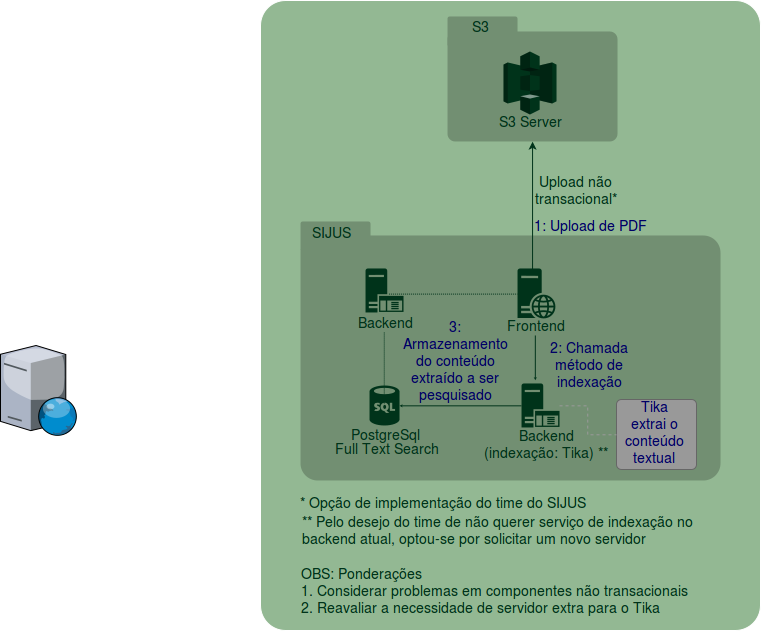 S3
S3 Server
Upload não
transacional*
1: Upload de PDF
SIJUS
Backend
Frontend
3:
Armazenamento
do conteúdo
extraído a ser
pesquisado
2: Chamada
método de
indexação
SQL
PostgreSql
Full Text Search
Backend
(indexação: Tika) **
Tika
extrai o
conteúdo
textual
* Opção de implementação do time do SIJUS
** Pelo desejo do time de não querer serviço de indexação no
backend atual, optou-se por solicitar um novo servidor
OBS: Ponderações
1. Considerar problemas em componentes não transacionais
2. Reavaliar a necessidade de servidor extra para o Tika